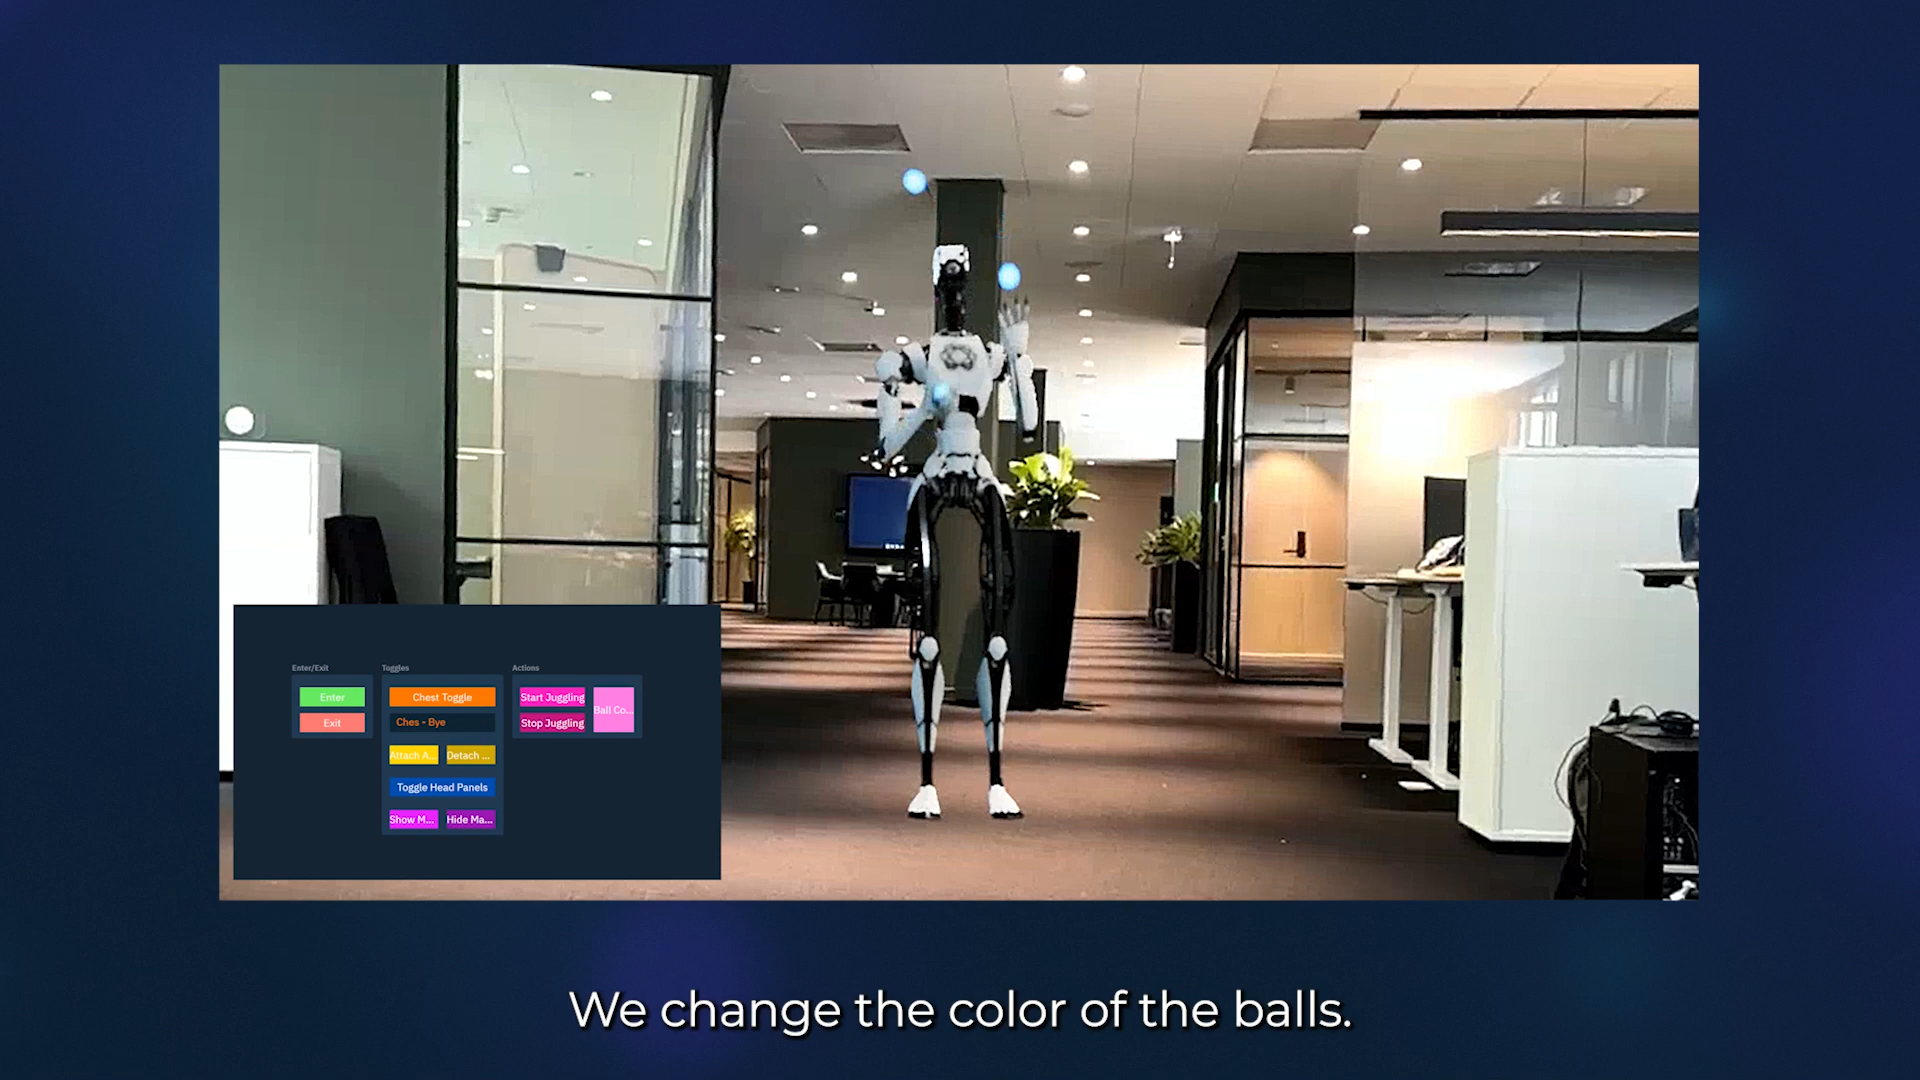 Enter/Exit
Toggles
Actions
Enter
Exit
Chest Toggle
Ches - Bye
Attach A...
Detach ...
Toggle Head Panels
Show M...
Hide Ma...
Start Juggling
Stop Juggling
Ball Co...
We change the color of the balls.